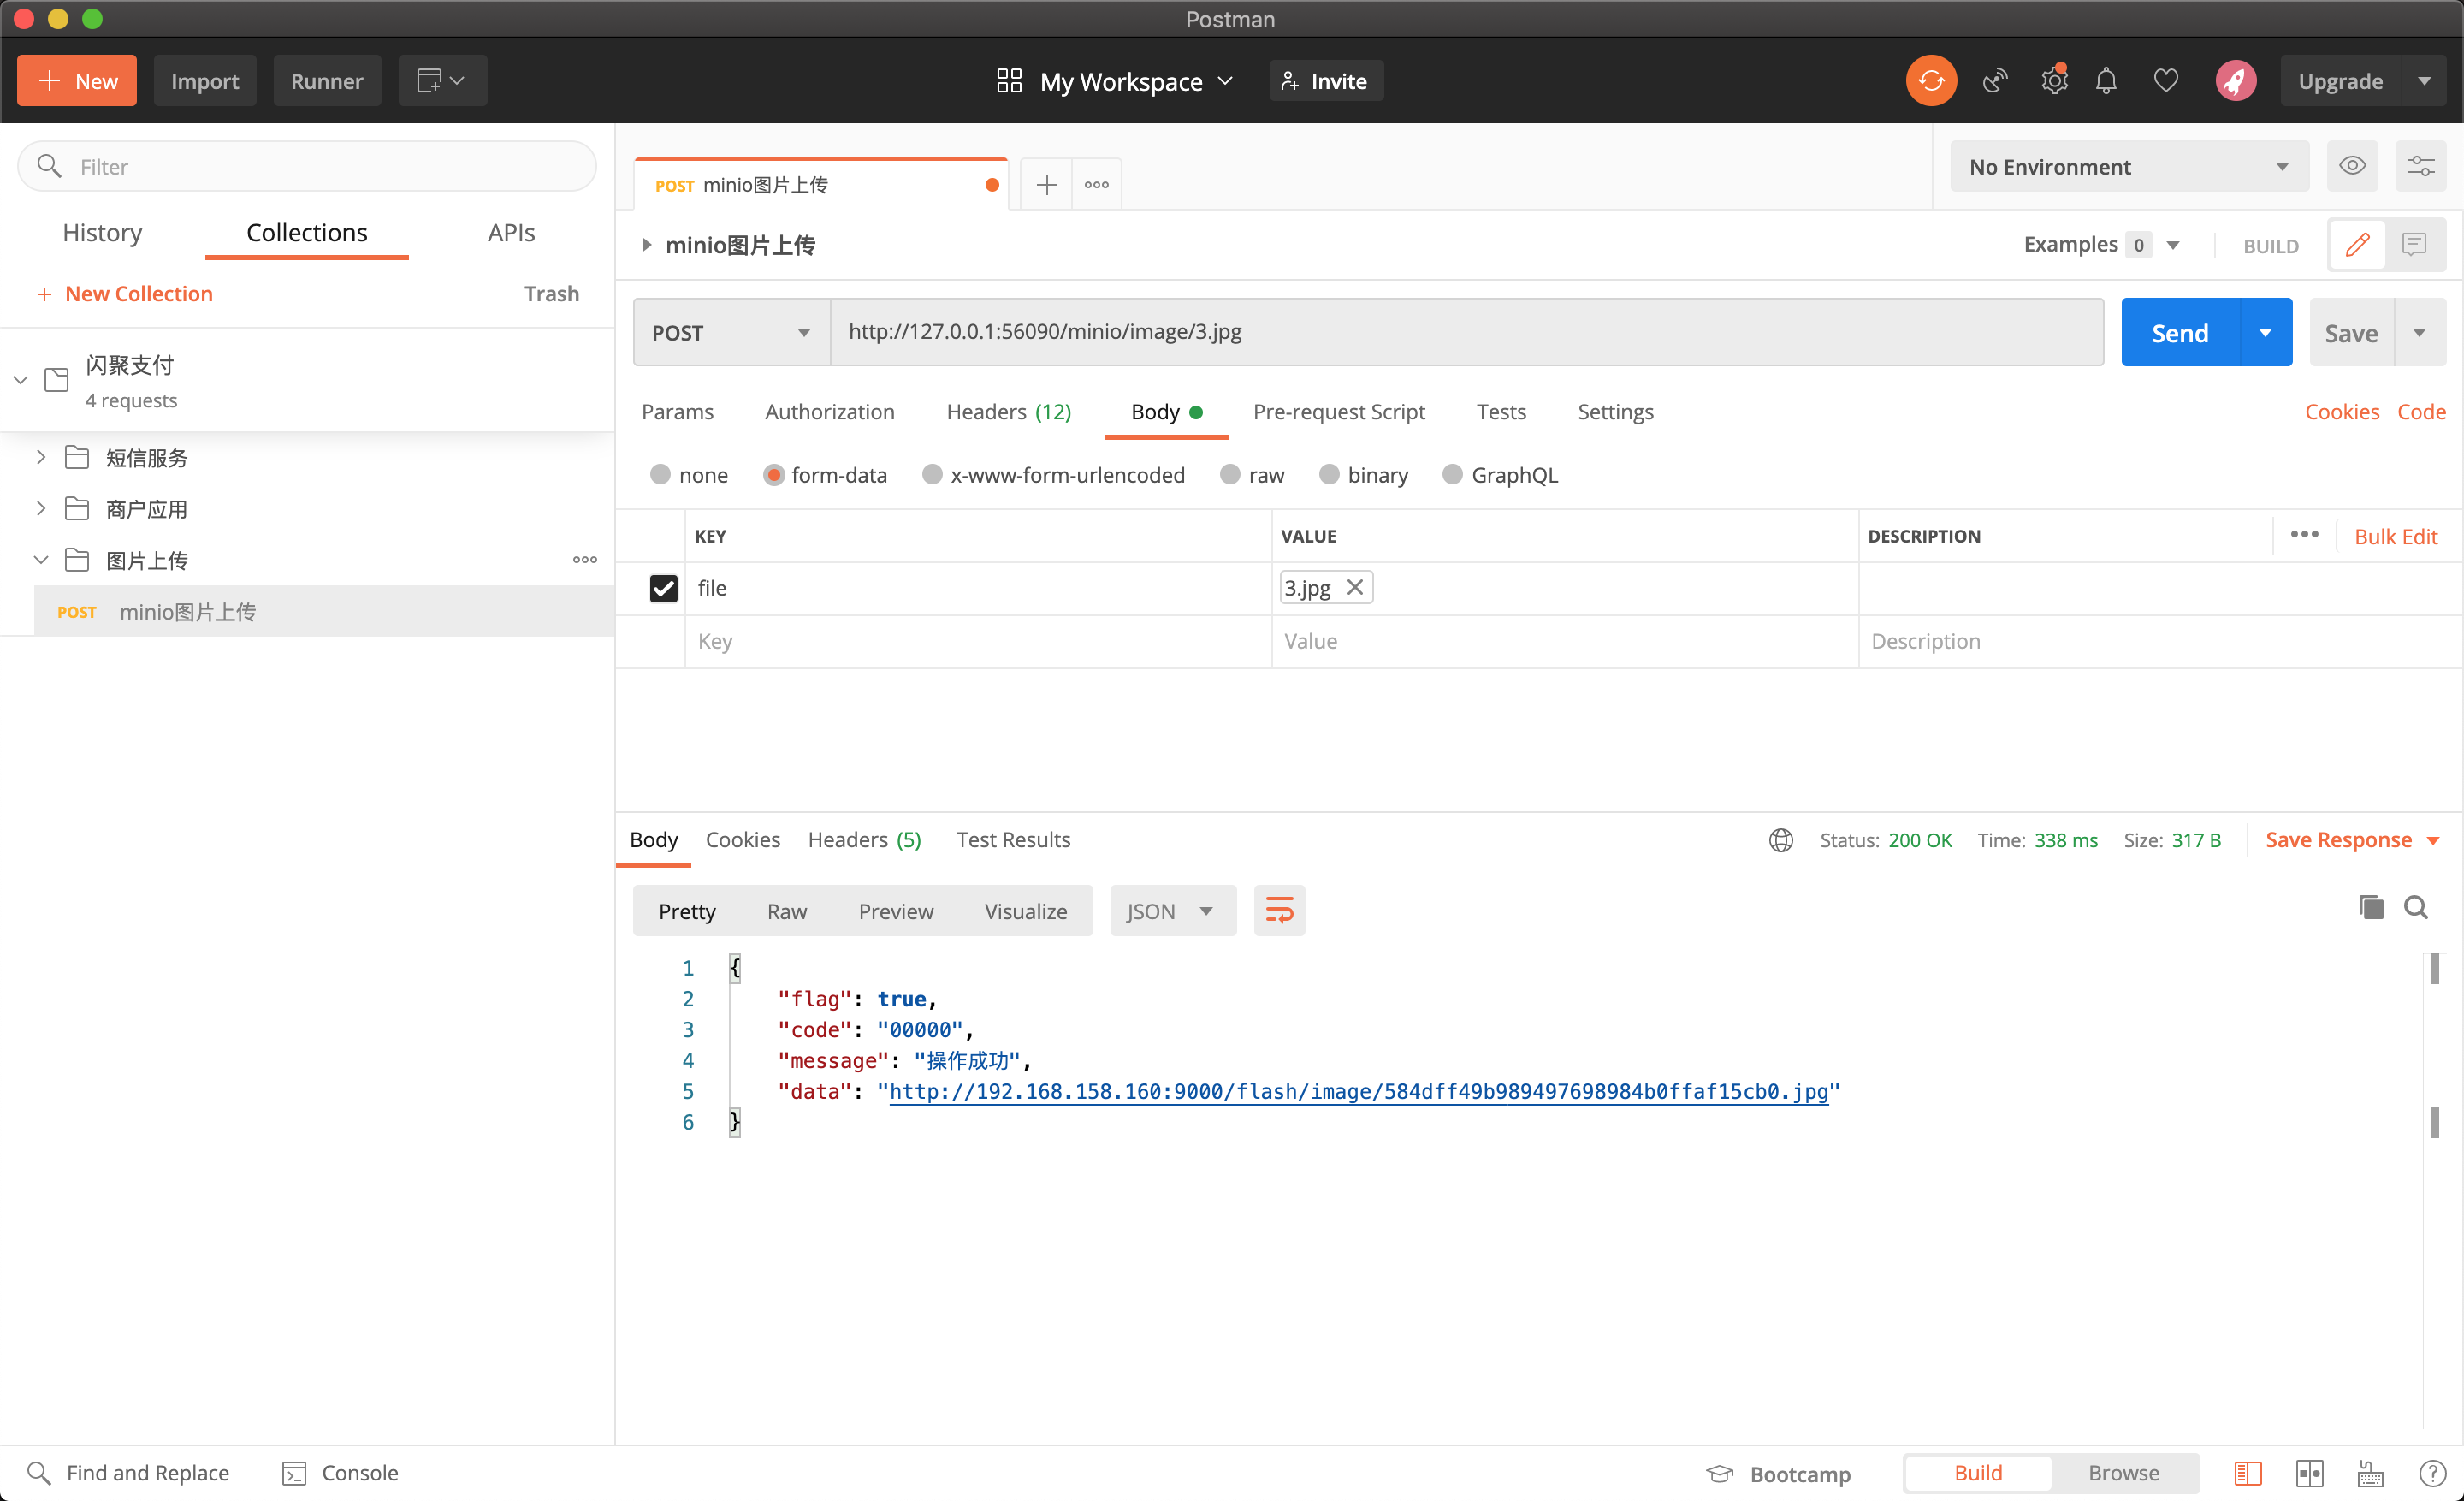 Postman
New Import Runner My Workspace Invite Upgrade
Filter
History Collections APIs
New Collection Trash
闪聚支付
4 requests
短信服务
商户应用
图片上传
POST minio图片上传
POST minio图片上传
No Environment
minio图片上传
Examples 0 BUILD
POST http://127.0.0.1:56090/minio/image/3.jpg Send Save
Params Authorization Headers (12) Body Pre-request Script Tests Settings Cookies Code
none form-data x-www-form-urlencoded raw binary GraphQL
KEY VALUE DESCRIPTION Bulk Edit
file 3.jpg
Key Value Description
Body Cookies Headers (5) Test Results Status: 200 OK Time: 338 ms Size: 317 B Save Response
Pretty Raw Preview Visualize JSON
1 {
2 "flag": true,
3 "code": "00000",
4 "message": "操作成功",
5 "data": "http://192.168.158.160:9000/flash/image/584dff49b989497698984b0ffaf15cb0.jpg"
6 }
Find and Replace Console Bootcamp Build Browse